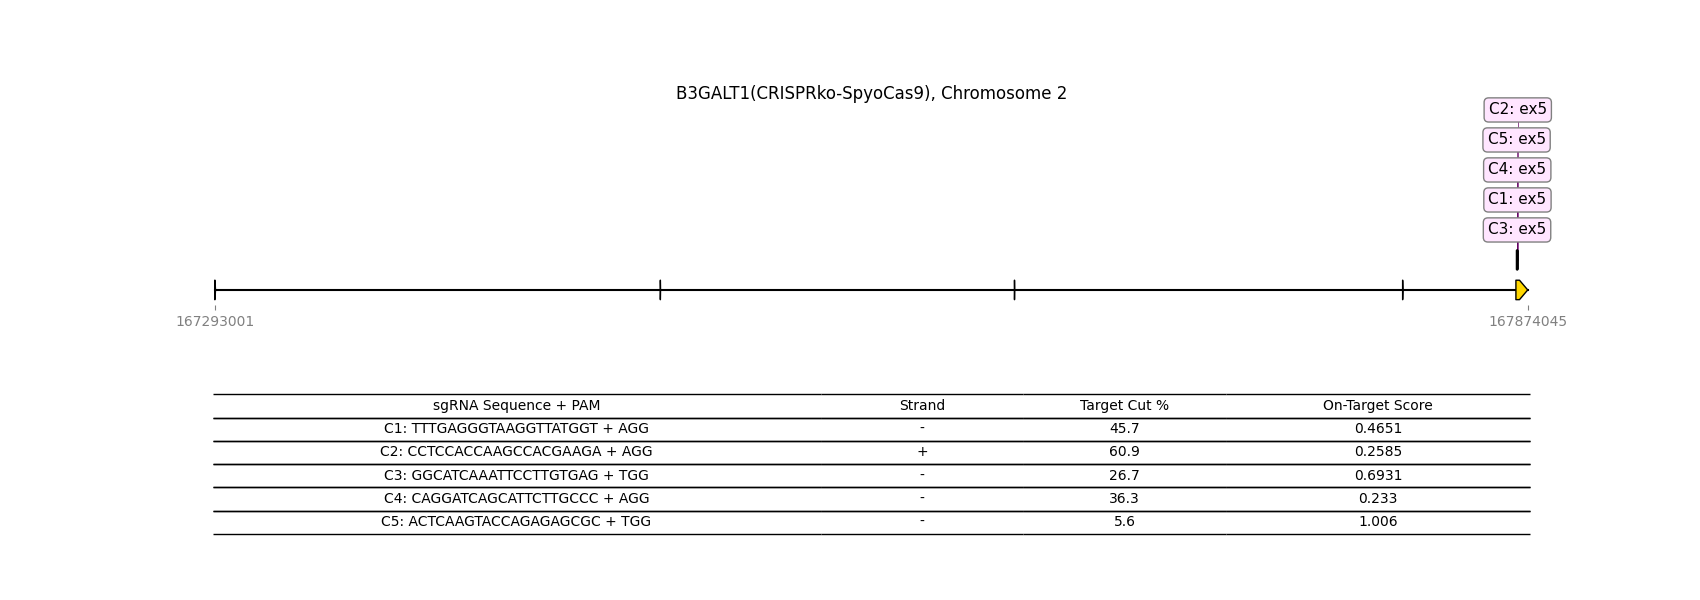 B3GALT1(CRISPRko-SpyoCas9), Chromosome 2
C2: ex5
C5: ex5
C4: ex5
C1: ex5
C3: ex5
167293001 167874045
sgRNA Sequence + PAM Strand Target Cut % On-Target Score
C1: TTTGAGGGTAAGGTTATGGT + AGG - 45.7 0.4651
C2: CCTCCACCAAGCCACGAAGA + AGG + 60.9 0.2585
C3: GGCATCAAATTCCTTGTGAG + TGG - 26.7 0.6931
C4: CAGGATCAGCATTCTTGCCC + AGG - 36.3 0.233
C5: ACTCAAGTACCAGAGAGCGC + TGG - 5.6 1.006